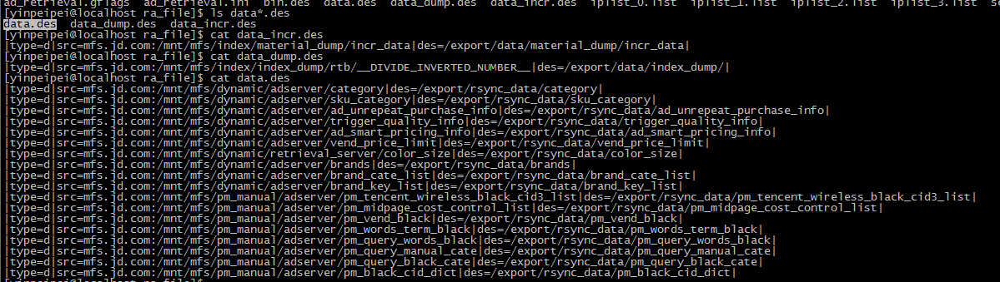 ad_retrieval.gflags  ad_retrieval.ini  bin.des  data.des  data_dump.des  data_incr.des  iplist_0.list  iplist_1.list  iplist_2.list  iplist_3.list  se
[yinpeipei@localhost ra_file]$ ls data*.des
data.des  data_dump.des  data_incr.des
[yinpeipei@localhost ra_file]$ cat data_incr.des
|type=d|src=mfs.jd.com:/mnt/mfs/index/material_dump/incr_data|des=/export/data/material_dump/incr_data|
[yinpeipei@localhost ra_file]$ cat data_dump.des
|type=d|src=mfs.jd.com:/mnt/mfs/index/index_dump/rtb/__DIVIDE_INVERTED_NUMBER__|des=/export/data/index_dump/|
[yinpeipei@localhost ra_file]$ cat data.des
|type=d|src=mfs.jd.com:/mnt/mfs/dynamic/adserver/category|des=/export/rsync_data/category|
|type=d|src=mfs.jd.com:/mnt/mfs/dynamic/adserver/sku_category|des=/export/rsync_data/sku_category|
|type=d|src=mfs.jd.com:/mnt/mfs/dynamic/adserver/ad_unrepeat_purchase_info|des=/export/rsync_data/ad_unrepeat_purchase_info|
|type=d|src=mfs.jd.com:/mnt/mfs/dynamic/adserver/trigger_quality_info|des=/export/rsync_data/trigger_quality_info|
|type=d|src=mfs.jd.com:/mnt/mfs/dynamic/adserver/ad_smart_pricing_info|des=/export/rsync_data/ad_smart_pricing_info|
|type=d|src=mfs.jd.com:/mnt/mfs/dynamic/adserver/vend_price_limit|des=/export/rsync_data/vend_price_limit|
|type=d|src=mfs.jd.com:/mnt/mfs/dynamic/retrieval_server/color_size|des=/export/rsync_data/color_size|
|type=d|src=mfs.jd.com:/mnt/mfs/dynamic/adserver/brands|des=/export/rsync_data/brands|
|type=d|src=mfs.jd.com:/mnt/mfs/dynamic/adserver/brand_cate_list|des=/export/rsync_data/brand_cate_list|
|type=d|src=mfs.jd.com:/mnt/mfs/dynamic/adserver/brand_key_list|des=/export/rsync_data/brand_key_list|
|type=d|src=mfs.jd.com:/mnt/mfs/pm_manual/adserver/pm_tencent_wireless_black_cid3_list|des=/export/rsync_data/pm_tencent_wireless_black_cid3_list|
|type=d|src=mfs.jd.com:/mnt/mfs/pm_manual/adserver/pm_midpage_cost_control_list|des=/export/rsync_data/pm_midpage_cost_control_list|
|type=d|src=mfs.jd.com:/mnt/mfs/pm_manual/adserver/pm_vend_black|des=/export/rsync_data/pm_vend_black|
|type=d|src=mfs.jd.com:/mnt/mfs/pm_manual/adserver/pm_words_term_black|des=/export/rsync_data/pm_words_term_black|
|type=d|src=mfs.jd.com:/mnt/mfs/pm_manual/adserver/pm_query_words_black|des=/export/rsync_data/pm_query_words_black|
|type=d|src=mfs.jd.com:/mnt/mfs/pm_manual/adserver/pm_query_manual_cate|des=/export/rsync_data/pm_query_manual_cate|
|type=d|src=mfs.jd.com:/mnt/mfs/pm_manual/adserver/pm_query_black_cate|des=/export/rsync_data/pm_query_black_cate|
|type=d|src=mfs.jd.com:/mnt/mfs/pm_manual/adserver/pm_black_cid_dict|des=/export/rsync_data/pm_black_cid_dict|
[yinpeipei@localhost ra_file]$